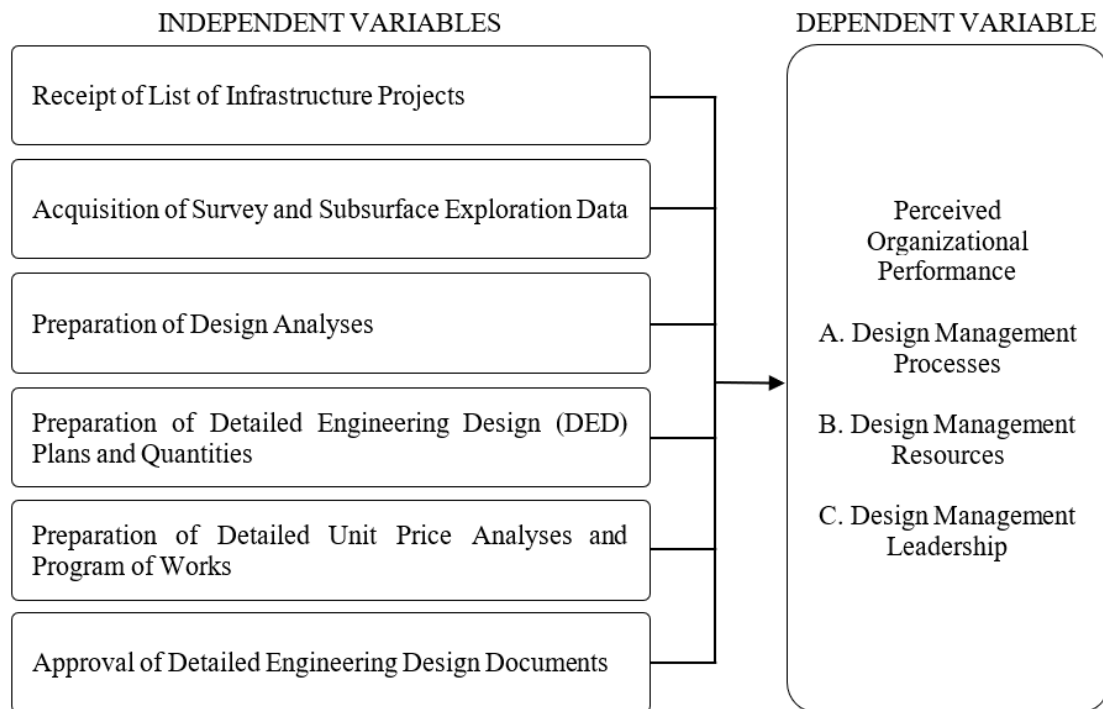 INDEPENDENT VARIABLES
Receipt of List of Infrastructure Projects
Acquisition of Survey and Subsurface Exploration Data
Preparation of Design Analyses
Preparation of Detailed Engineering Design (DED)
Plans and Quantities
Preparation of Detailed Unit Price Analyses and
Program of Works
Approval of Detailed Engineering Design Documents
DEPENDENT VARIABLE
Perceived
Organizational
Performance
A. Design Management
Processes
B. Design Management
Resources
C. Design Management
Leadership